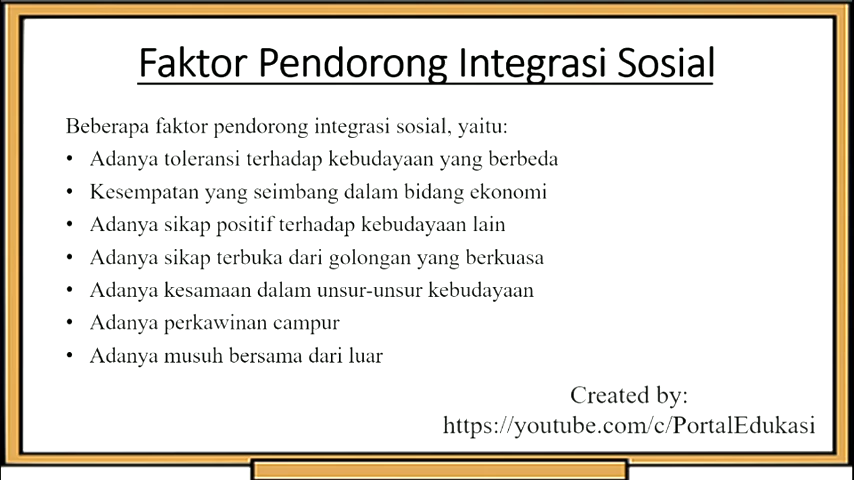 Faktor Pendorong Integrasi Sosial
Beberapa faktor pendorong integrasi sosial, yaitu:
• Adanya toleransi terhadap kebudayaan yang berbeda
• Kesempatan yang seimbang dalam bidang ekonomi
• Adanya sikap positif terhadap kebudayaan lain
• Adanya sikap terbuka dari golongan yang berkuasa
• Adanya kesamaan dalam unsur-unsur kebudayaan
• Adanya perkawinan campur
• Adanya musuh bersama dari luar
Created by:
https://youtube.com/c/PortalEdukasi